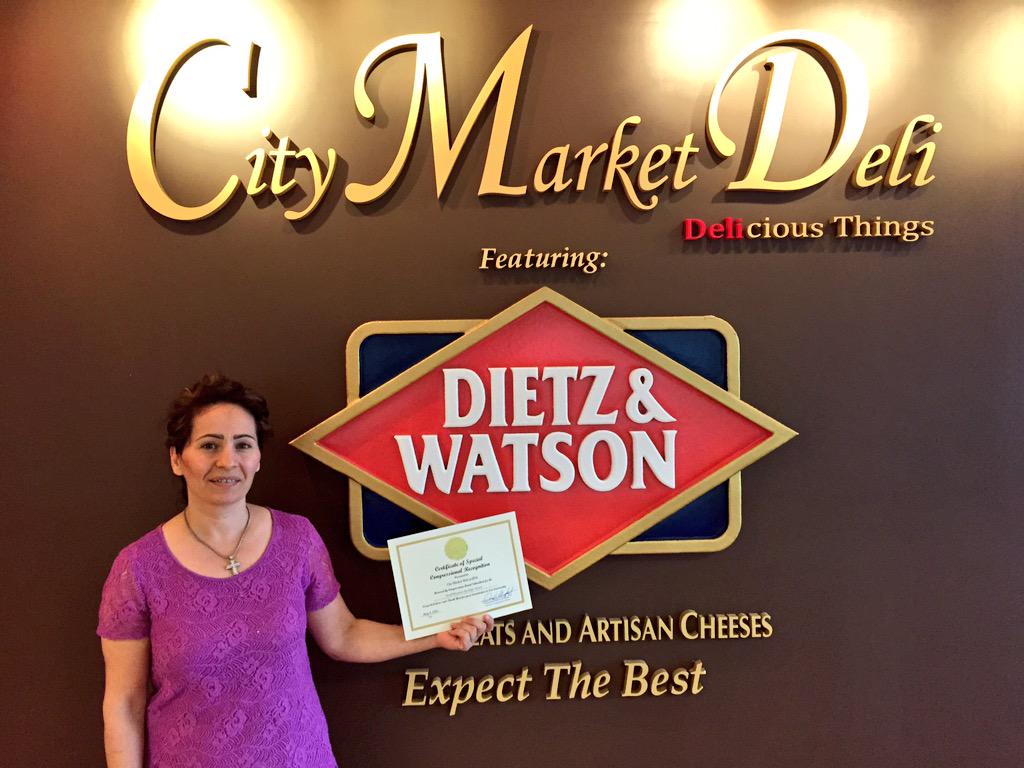 City Market Deli
Delicious Things
Featuring:
DIETZ &
WATSON
Certificate of Special
Congressional Recognition
EATS AND ARTISAN CHEESES
Expect The Best